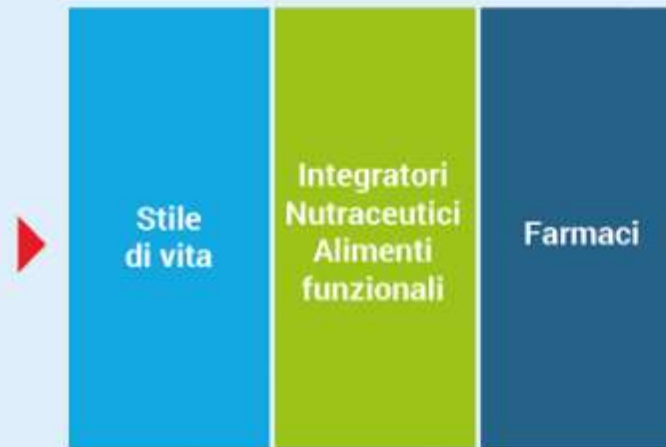 Stile
di vita
Integratori
Nutraceutici
Alimenti
funzionali
Farmaci